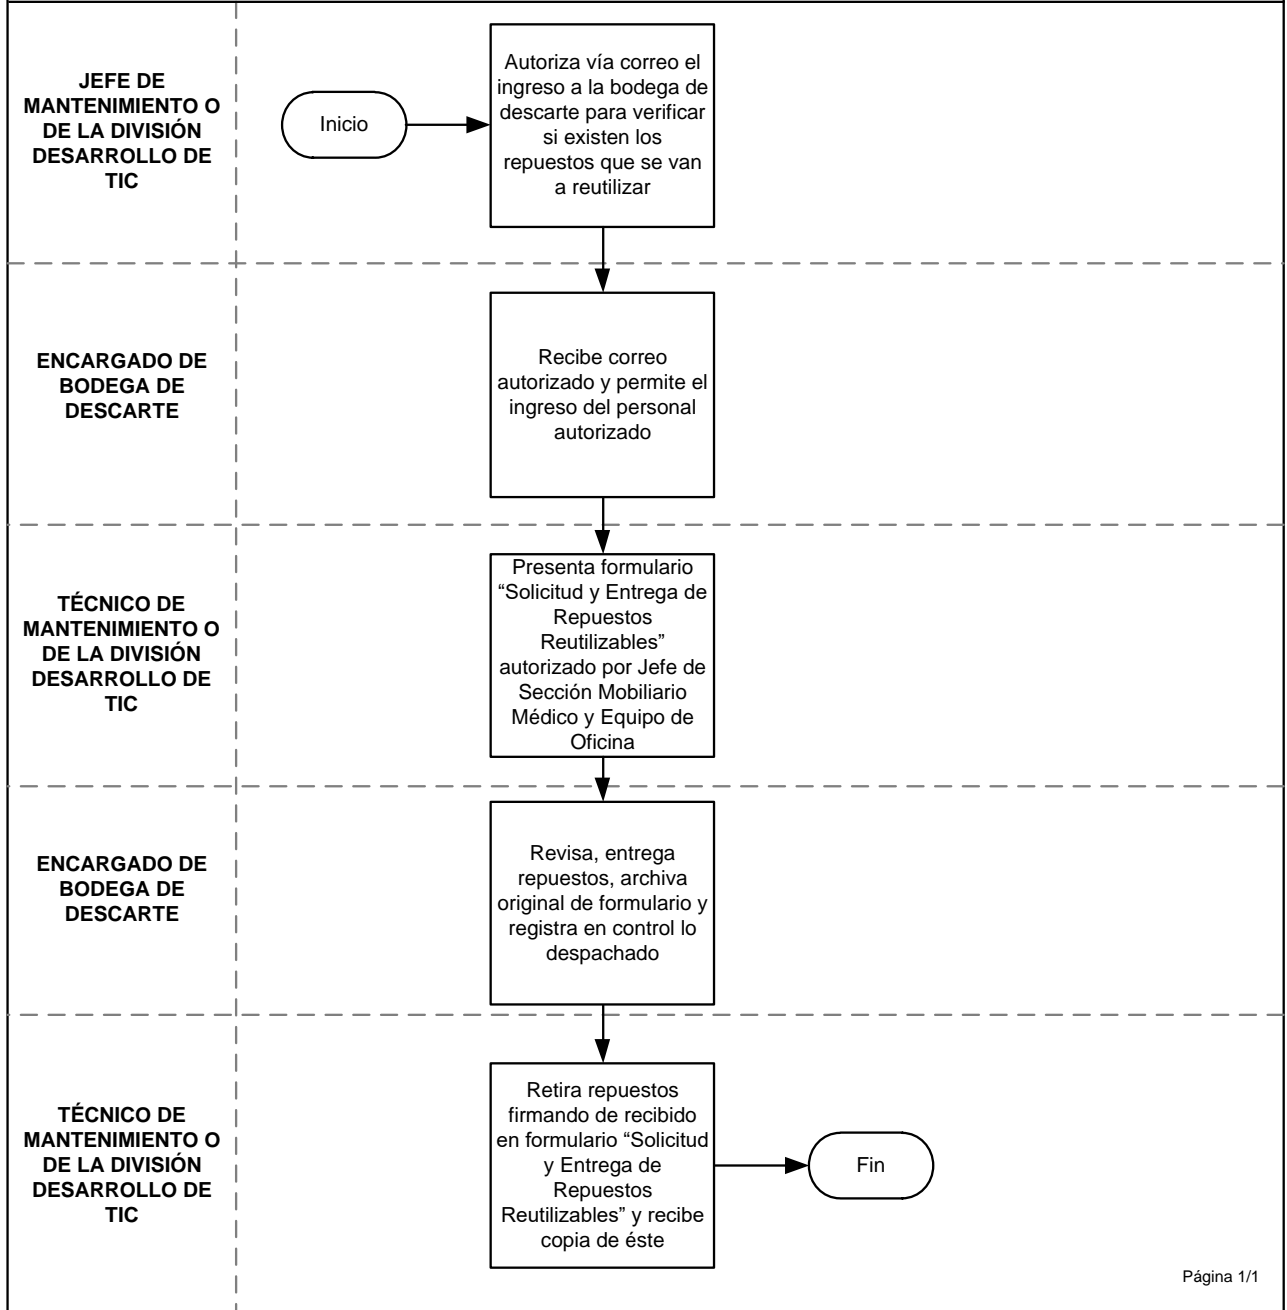 JEFE DE
MANTENIMIENTO O
DE LA DIVISIÓN
DESARROLLO DE
TIC
Inicio
Autoriza vía correo el
ingreso a la bodega de
descarte para verificar
si existen los
repuestos que se van
a reutilizar
ENCARGADO DE
BODEGA DE
DESCARTE
Recibe correo
autorizado y permite el
ingreso del personal
autorizado
TÉCNICO DE
MANTENIMIENTO O
DE LA DIVISIÓN
DESARROLLO DE
TIC
Presenta formulario
“Solicitud y Entrega de
Repuestos
Reutilizables”
autorizado por Jefe de
Sección Mobiliario
Médico y Equipo de
Oficina
ENCARGADO DE
BODEGA DE
DESCARTE
Revisa, entrega
repuestos, archiva
original de formulario y
registra en control lo
despachado
TÉCNICO DE
MANTENIMIENTO O
DE LA DIVISIÓN
DESARROLLO DE
TIC
Retira repuestos
firmando de recibido
en formulario “Solicitud
y Entrega de
Repuestos
Reutilizables” y recibe
copia de éste
Fin
Página 1/1